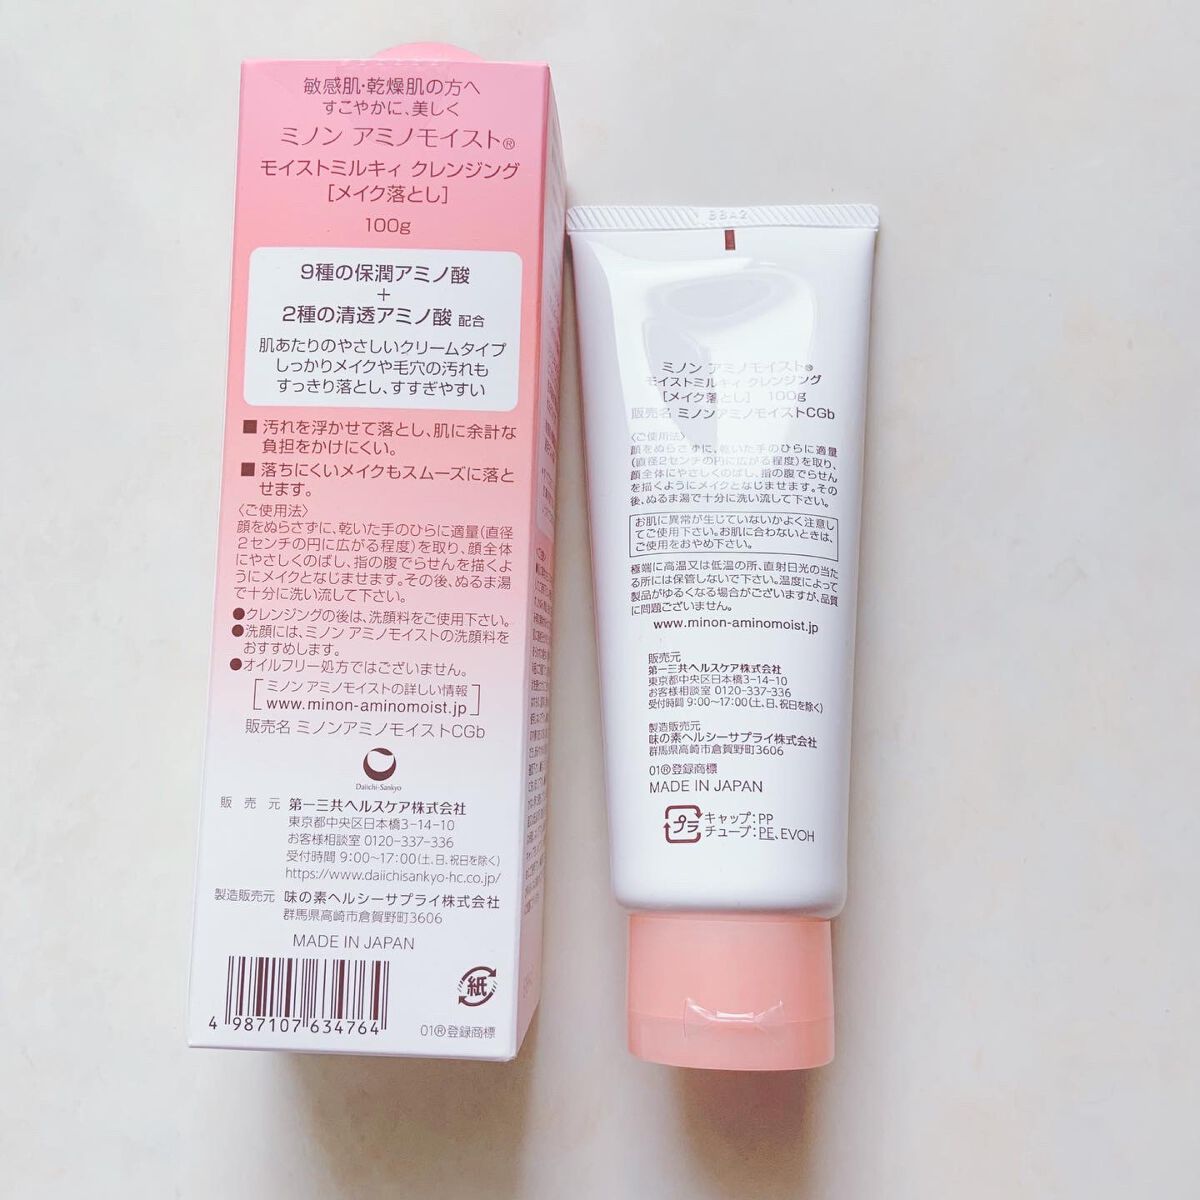 敏感肌・乾燥肌の方へ
すこやかに、美しく
ミノン アミノモイスト®
モイストミルキィ クレンジング
[メイク落とし]
100g
9種の保潤アミノ酸
+
2種の清透アミノ酸 配合
肌あたりのやさしいクリームタイプ
しっかりメイクや毛穴の汚れも
すっきり落とし、すすぎやすい
■ 汚れを浮かせて落とし、肌に余計な
負担をかけにくい。
■ 落ちにくいメイクもスムーズに落と
せます。
〈ご使用法〉
顔をぬらさずに、乾いた手のひらに適量(直径
2センチの円に広がる程度)を取り、顔全体
にやさしくのばし、指の腹でらせんを描くよ
うにメイクとなじませます。その後、ぬるま湯
で十分に洗い流して下さい。
●クレンジングの後は、洗顔料をご使用下さい。
●洗顔には、ミノン アミノモイストの洗顔料を
おすすめします。
●オイルフリー処方ではございません。
[ミノン アミノモイストの詳しい情報
www.minon-aminomoist.jp]
販売名 ミノンアミノモイストCGb
Daiichi-Sankyo
販売元 第一三共ヘルスケア株式会社
東京都中央区日本橋3-14-10
お客様相談室 0120-337-336
受付時間 9:00〜17:00(土、日、祝日を除く)
https://www.daiichisankyo-hc.co.jp/
製造販売元 味の素ヘルシーサプライ株式会社
群馬県高崎市倉賀野町3606
MADE IN JAPAN
紙
4 987107 634764
01®登録商標
BBA2
ミノン アミノモイスト®
モイストミルキィ クレンジング
[メイク落とし] 100g
販売名 ミノンアミノモイストCGb
〈ご使用法〉
顔をぬらさずに、乾いた手のひらに適量
(直径2センチの円に広がる程度)を取り、
顔全体にやさしくのばし、指の腹でらせん
を描くようにメイクとなじませます。その
後、ぬるま湯で十分に洗い流して下さい。
お肌に異常が生じていないかよく注意し
てご使用下さい。お肌に合わないときは、
ご使用をおやめ下さい。
極端に高温又は低温の所、直射日光の当た
る所には保管しないで下さい。温度によって
製品がゆるくなる場合がございますが、品質
に問題ございません。
www.minon-aminomoist.jp
販売元
第一三共ヘルスケア株式会社
東京都中央区日本橋3-14-10
お客様相談室 0120-337-336
受付時間 9:00〜17:00(土、日、祝日を除く)
製造販売元
味の素ヘルシーサプライ株式会社
群馬県高崎市倉賀野町3606
01®登録商標
MADE IN JAPAN
プラ キャップ:PP
チューブ:PE、EVOH